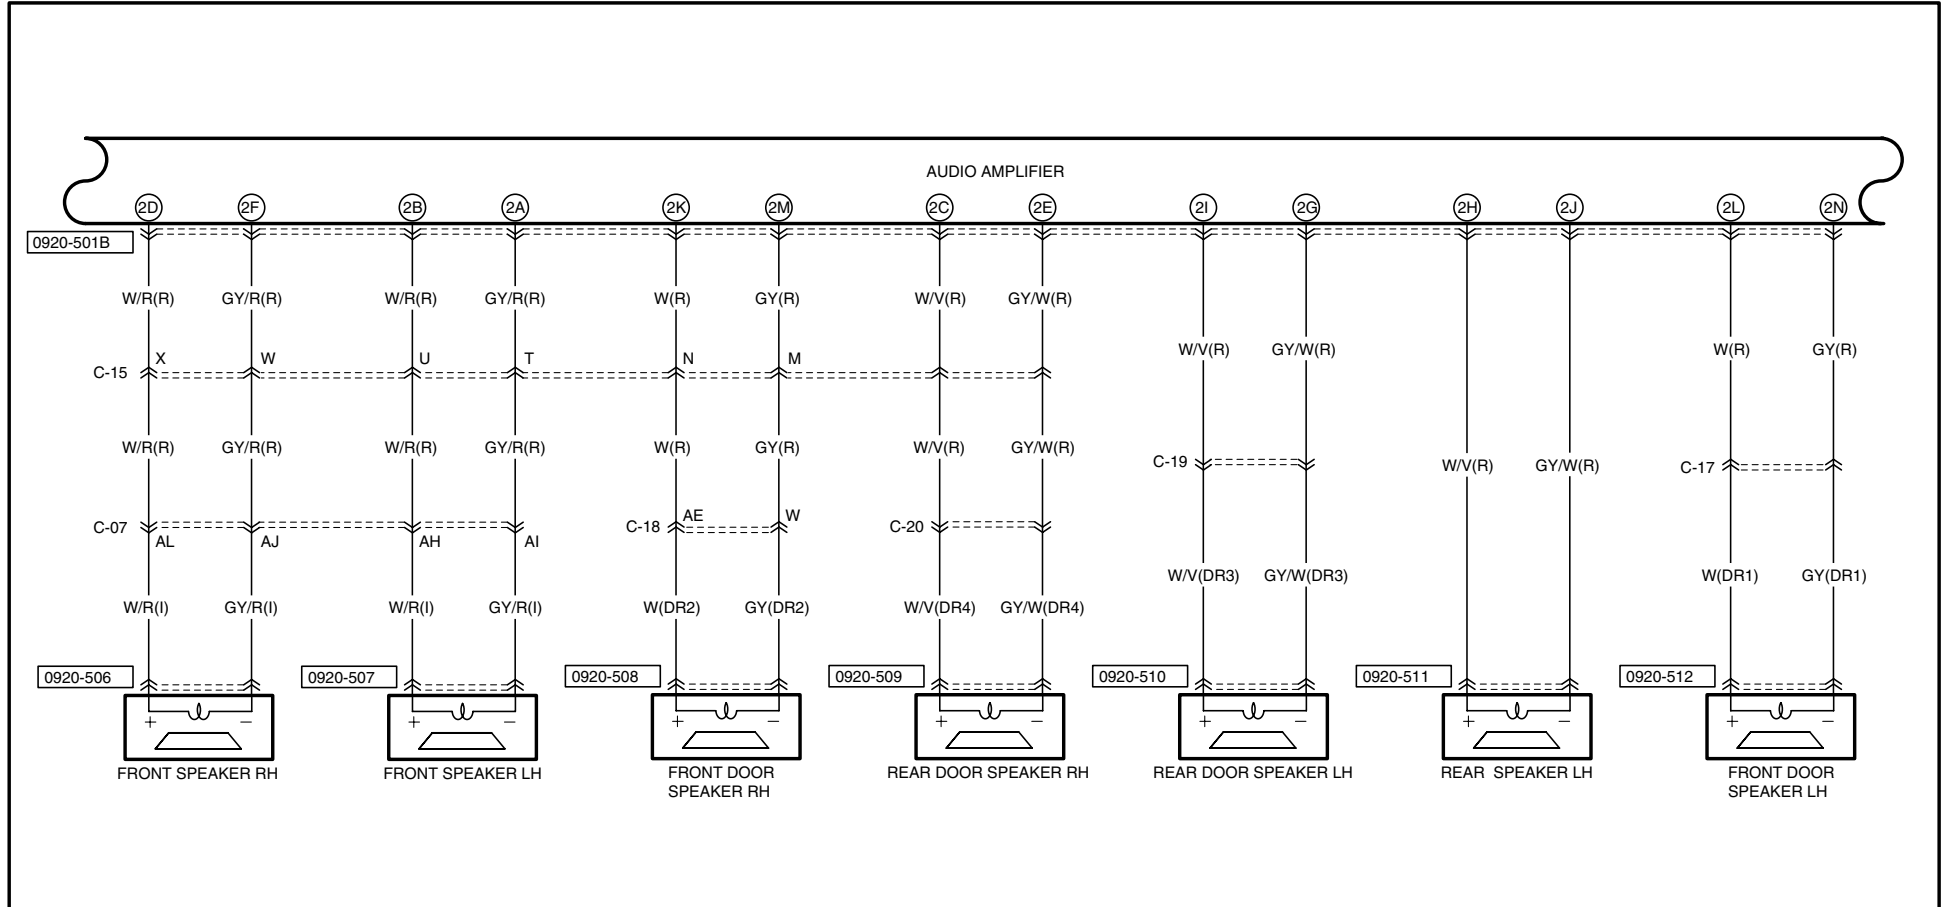 AUDIO AMPLIFIER
2D 2F 2B 2A 2K 2M 2C 2E 2I 2G 2H 2J 2L 2N
0920-501B
W/R(R) GY/R(R) W/R(R) GY/R(R) W(R) GY(R) W/V(R) GY/W(R)
W/V(R) GY/W(R) W(R) GY(R)
X W U T N M
C-15
W/R(R) GY/R(R) W/R(R) GY/R(R) W(R) GY(R) W/V(R) GY/W(R)
C-19 W/V(R) GY/W(R) C-17
AE W
C-07 C-18 C-20
AL AJ AH AI
W/V(DR3) GY/W(DR3) W(DR1) GY(DR1)
W/R(I) GY/R(I) W/R(I) GY/R(I) W(DR2) GY(DR2) W/V(DR4) GY/W(DR4)
0920-506 0920-507 0920-508 0920-509 0920-510 0920-511 0920-512
+ − + − + − + − + − + − + −
FRONT SPEAKER RH
FRONT SPEAKER LH
FRONT DOOR
SPEAKER RH
REAR DOOR SPEAKER RH
REAR DOOR SPEAKER LH
REAR SPEAKER LH
FRONT DOOR
SPEAKER LH